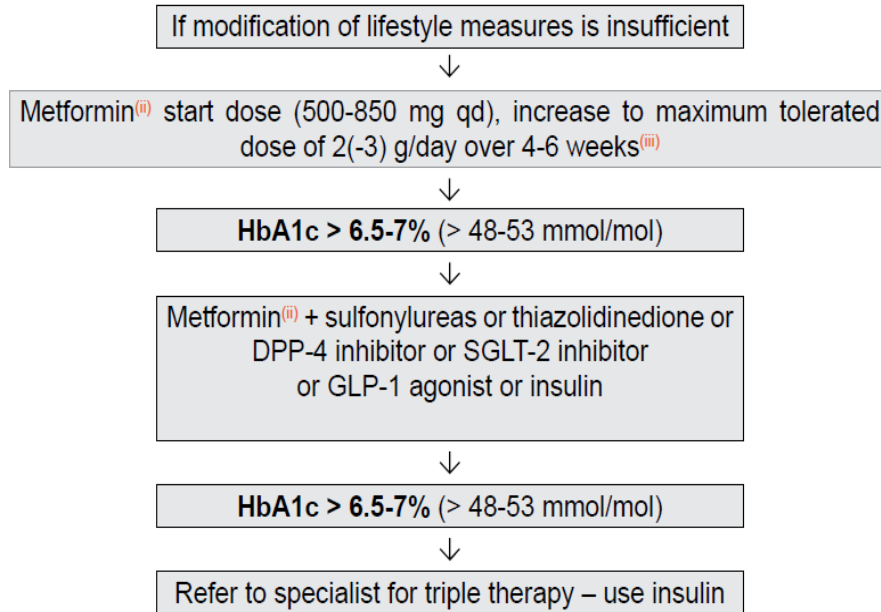 If modification of lifestyle measures is insufficient
↓
Metformin(ii) start dose (500-850 mg qd), increase to maximum tolerated
dose of 2(-3) g/day over 4-6 weeks(iii)
↓
HbA1c > 6.5-7% (> 48-53 mmol/mol)
↓
Metformin(ii) + sulfonylureas or thiazolidinedione or
DPP-4 inhibitor or SGLT-2 inhibitor
or GLP-1 agonist or insulin
↓
HbA1c > 6.5-7% (> 48-53 mmol/mol)
↓
Refer to specialist for triple therapy – use insulin